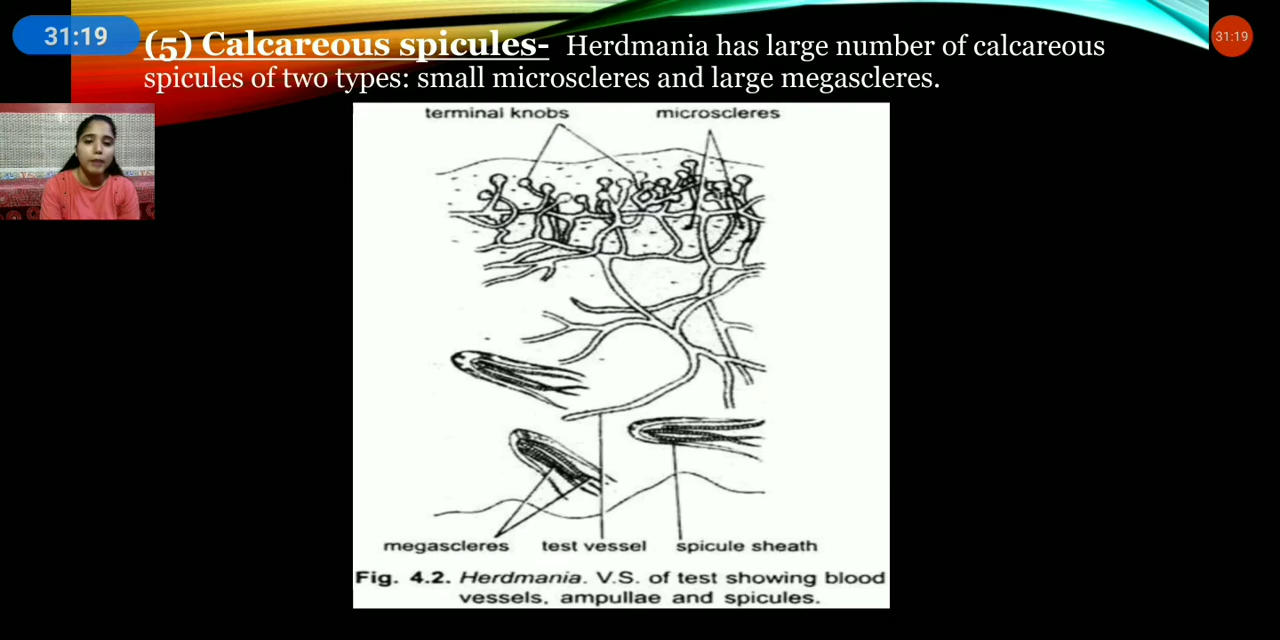 31:19
31:19
(5) Calcareous spicules- Herdmania has large number of calcareous
spicules of two types: small microscleres and large megascleres.
terminal knobs microscleres
megascleres test vessel spicule sheath
Fig. 4.2. Herdmania. V.S. of test showing blood
vessels, ampullae and spicules.